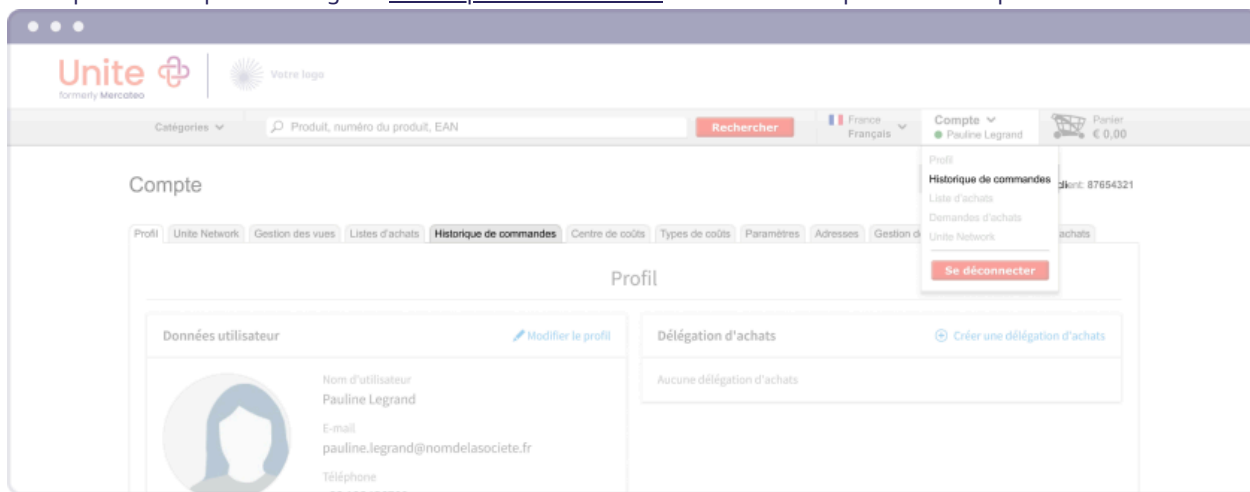 Unite
formerly Mercateo
Votre logo
Catégories
Produit, numéro du produit, EAN
Rechercher
France
Français
Compte
Pauline Legrand
Panier
€ 0,00
Profil
Historique de commandes
Liste d'achats
Demandes d'achats
Unite Network
Se déconnecter
Compte
client: 87654321
Profil Unite Network Gestion des vues Listes d'achats Historique de commandes Centre de coûts Types de coûts Paramètres Adresses Gestion achats
Profil
Données utilisateur
Modifier le profil
Délégation d'achats
Créer une délégation d'achats
Nom d'utilisateur
Pauline Legrand
E-mail
pauline.legrand@nomdelasociete.fr
Téléphone
Aucune délégation d'achats